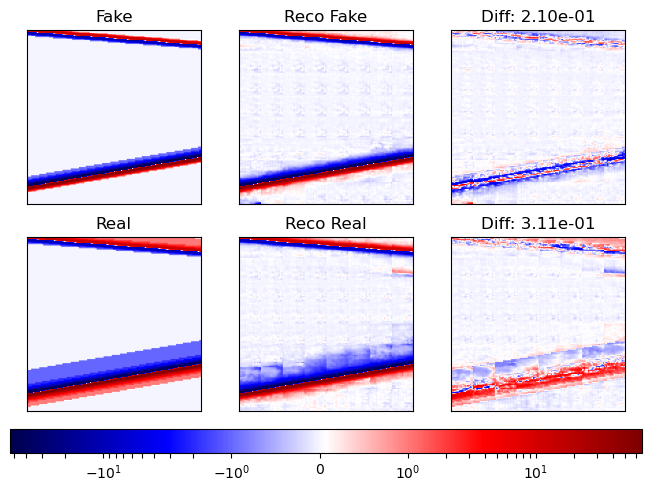 Fake Reco Fake Diff: 2.10e-01
Real Reco Real Diff: 3.11e-01
−10¹ −10⁰ 0 10⁰ 10¹